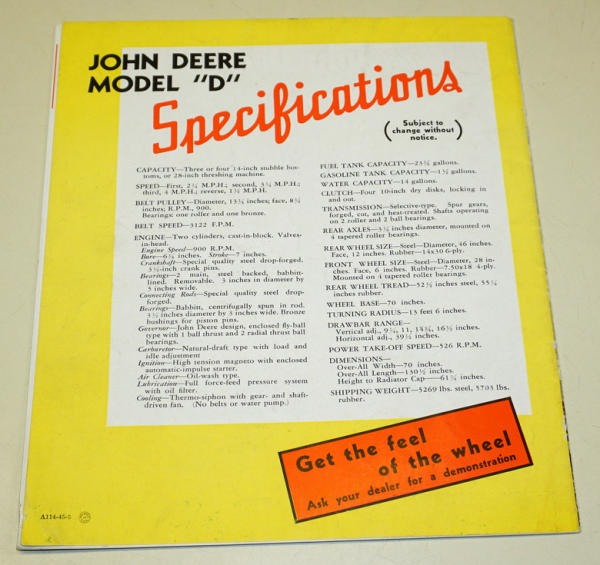 JOHN DEERE
MODEL "D"
Specifications
(Subject to
change without
notice.)
CAPACITY—Three or four 14-inch stubble bot-
toms, or 28-inch threshing machine.
SPEED—First, 2½ M.P.H.; second, 3¼ M.P.H.;
third, 4 M.P.H.; reverse, 1¾ M.P.H.
BELT PULLEY—Diameter, 13⅜ inches; face, 8¼
inches; R.P.M., 900.
Bearings: one roller and one bronze.
BELT SPEED—3122 F.P.M.
ENGINE—Two cylinders, cast-in-block. Valves-
in-head.
Engine Speed—900 R.P.M.
Bore—6¾ inches. Stroke—7 inches.
Crankshaft—Special quality steel drop-forged.
3¼-inch crank pins.
Bearings—2 main, steel backed, babbitt-
lined. Removable. 3 inches in diameter by
5 inches wide.
Connecting Rods—Special quality steel drop-
forged.
Bearings—Babbitt, centrifugally spun in rod.
3¼ inches diameter by 3 inches wide. Bronze
bushings for piston pins.
Governor—John Deere design, enclosed fly-ball
type with 1 ball thrust and 2 radial thrust ball
bearings.
Carburetor—Natural-draft type with load and
idle adjustment
Ignition—High tension magneto with enclosed
automatic-impulse starter.
Air Cleaner—Oil-wash type.
Lubrication—Full force-feed pressure system
with oil filter.
Cooling—Thermo-siphon with gear- and shaft-
driven fan. (No belts or water pump.)
FUEL TANK CAPACITY—23¾ gallons.
GASOLINE TANK CAPACITY—1½ gallons.
WATER CAPACITY—14 gallons.
CLUTCH—Four 10-inch dry disks, locking in
and out.
TRANSMISSION—Selective-type. Spur gears,
forged, cut, and heat-treated. Shafts operating
on 2 roller and 2 ball bearings.
REAR AXLES—3⅜ inches diameter, mounted on
4 tapered roller bearings.
REAR WHEEL SIZE—Steel—Diameter, 46 inches.
Face, 12 inches. Rubber—14x30 6-ply.
FRONT WHEEL SIZE—Steel—Diameter, 28 in-
ches. Face, 6 inches. Rubber—7.50x18 4-ply.
Mounted on 4 tapered roller bearings.
REAR WHEEL TREAD—52½ inches steel, 55¼
inches rubber.
WHEEL BASE—70 inches.
TURNING RADIUS—13 feet 6 inches.
DRAWBAR RANGE—
Vertical adj., 9¼, 11, 14¾, 16½ inches.
Horizontal adj., 39½ inches.
POWER TAKE-OFF SPEED—526 R.P.M.
DIMENSIONS—
Over-All Width—70 inches.
Over-All Length—130½ inches.
Height to Radiator Cap—61¼ inches.
SHIPPING WEIGHT—5269 lbs. steel, 5703 lbs.
rubber.
Get the feel
of the wheel
Ask your dealer for a demonstration
A114-45-5